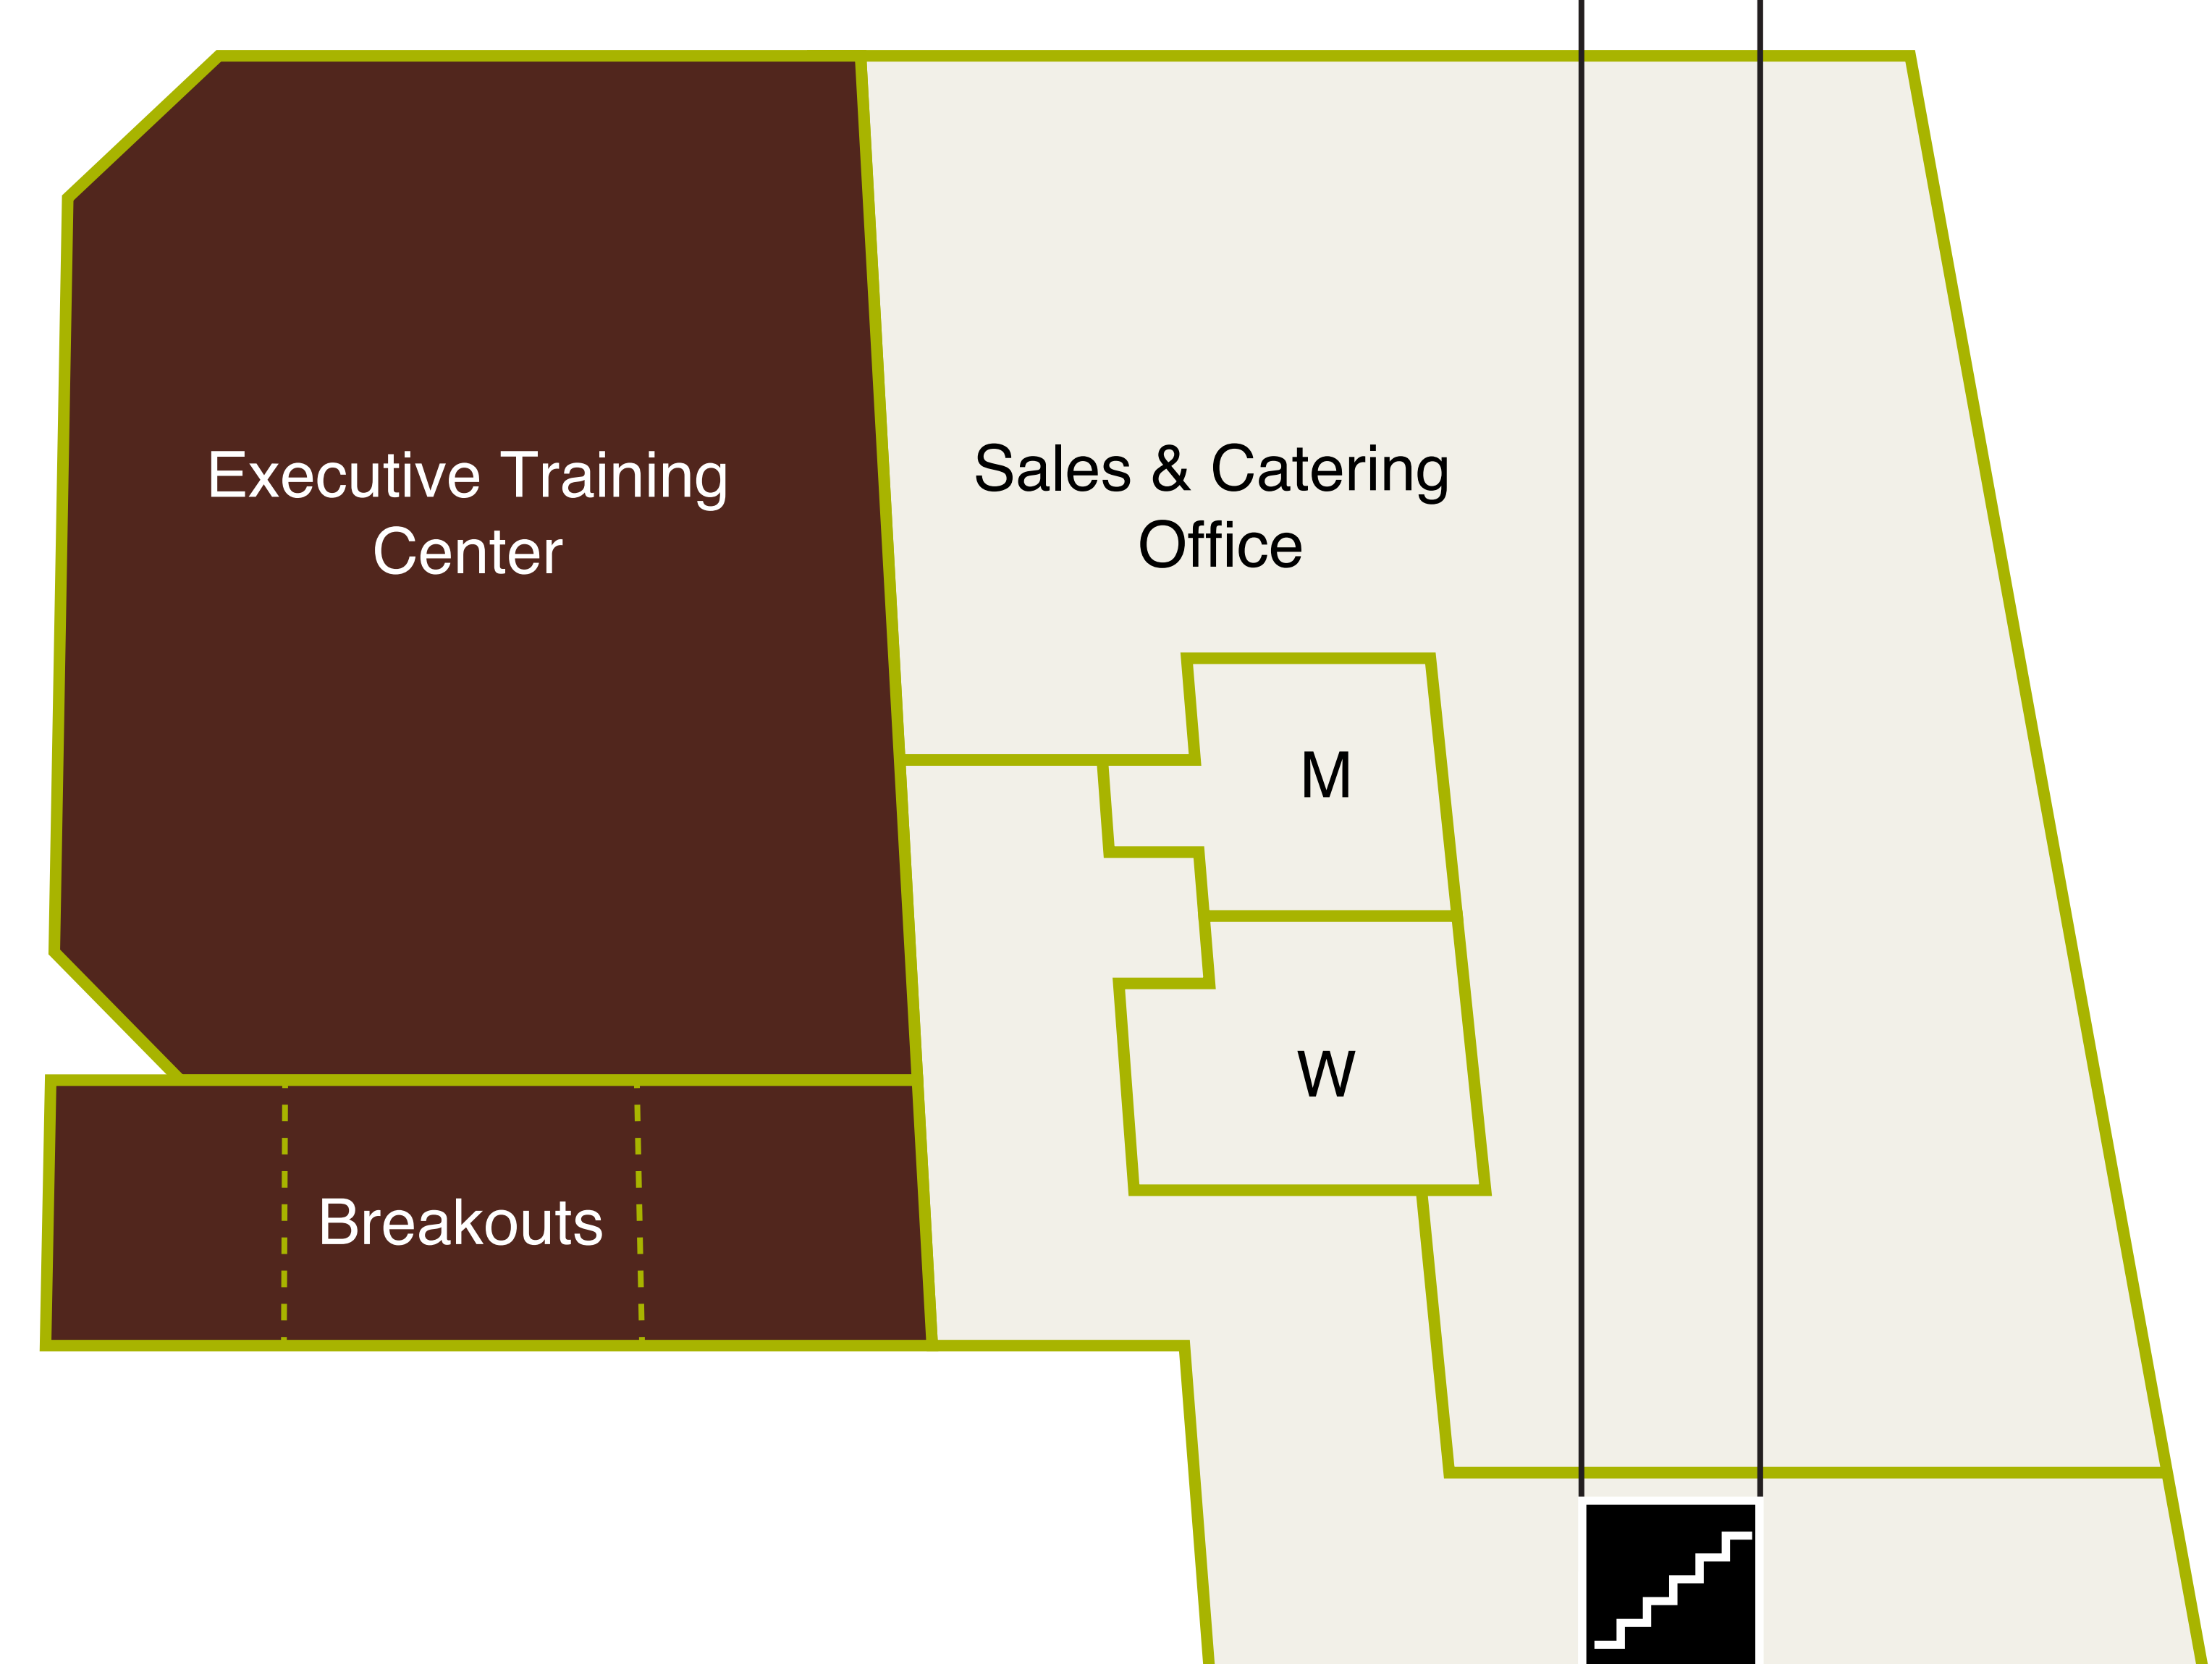 Executive Training
Center
Sales & Catering
Office
M
W
Breakouts